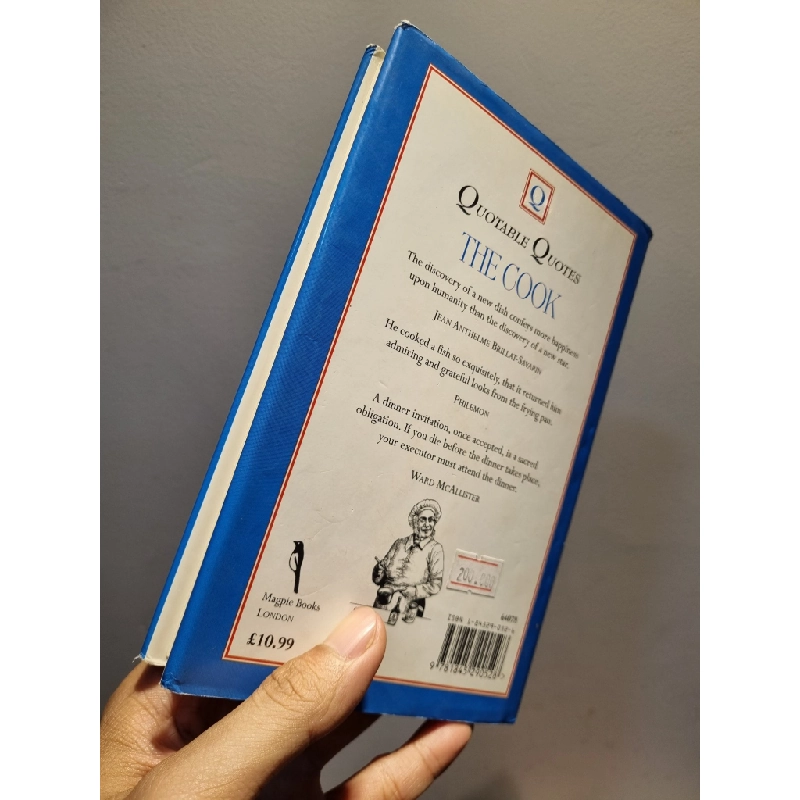 Q
QUOTABLE QUOTES
THE COOK
The discovery of a new dish confers more happiness
upon humanity than the discovery of a new star.
JEAN ANTHELME BRILLAT-SAVARIN
He cooked a fish so exquisitely, that it returned him
admiring and grateful looks from the frying pan.
PHILEMON
A dinner invitation, once accepted, is a sacred
obligation. If you die before the dinner takes place,
your executor must attend the dinner.
WARD MCALLISTER
Magpie Books
LONDON
£10.99
200.000
ISBN